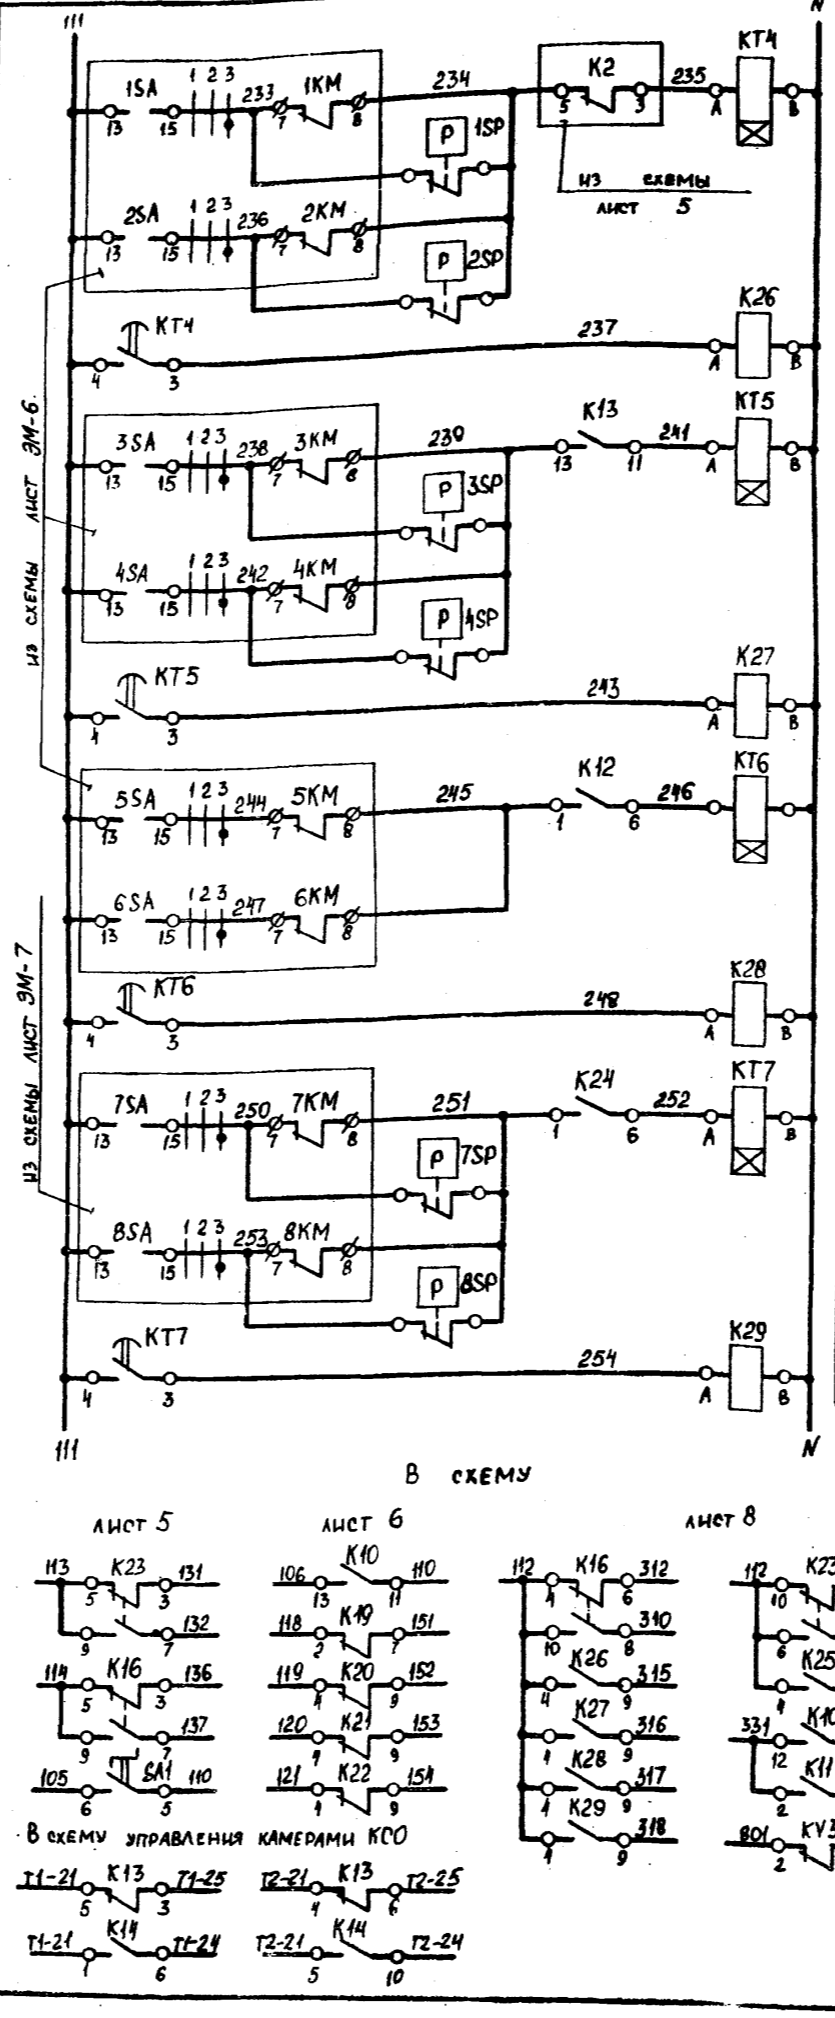 111 N
1SA 1 2 3 233 1KM 234 K2 235 KT4
13 15 7 8 5 3 A B
P 1SP
ИЗ СХЕМЫ
ЛИСТ 5
2SA 1 2 3 236 2KM
13 15 7 8
P 2SP
KT4 237 K26
4 3 A B
ИЗ СХЕМЫ ЛИСТ ЭМ-6.
3SA 1 2 3 238 3KM 239 K13 241 KT5
13 15 7 8 13 11 A B
P 3SP
4SA 1 2 3 242 4KM
13 15 7 8
P 4SP
KT5 243 K27
4 3 A B
5SA 1 2 3 244 5KM 245 K12 246 KT6
13 15 7 8 1 6
6SA 1 2 3 247 6KM
13 15 7 8
ИЗ СХЕМЫ ЛИСТ ЭМ-7
KT6 248 K28
4 3 A B
7SA 1 2 3 250 7KM 251 K24 252 KT7
13 15 7 8 1 6 A B
P 7SP
8SA 1 2 3 253 8KM
13 15 7 8
P 8SP
KT7 254 K29
4 3 A B
111 N
В СХЕМУ
ЛИСТ 5
113 K23 131
5 3
132
9 7
114 K16 136
5 3
137
9 7
105 SA1 110
6 5
ЛИСТ 6
106 K10 110
13 11
118 K19 151
2 7
119 K20 152
4 9
120 K21 153
4 9
121 K22 154
1 9
ЛИСТ 8
112 K16 312
4 6
310
10 8
K26 315
4 9
K27 316
4 9
K28 317
4 9
K29 318
4 9
112 K23
10
6
K25
4
331 K10
12
K11
2
801 KV3
2
В СХЕМУ УПРАВЛЕНИЯ КАМЕРАМИ КСО
T1-21 K13 T1-25
5 3
T2-21 K13 T2-25
4 6
T1-21 K14 T1-24
1 6
T2-21 K14 T2-24
5 10